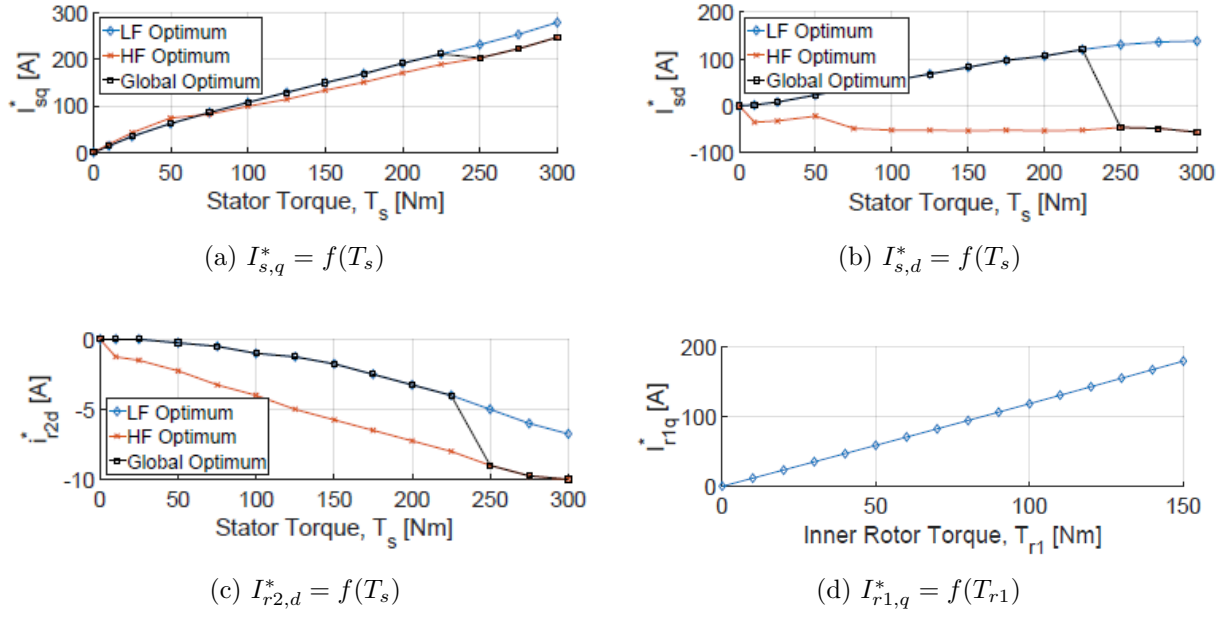 300
200
100
0
I*sq [A]
LF Optimum
HF Optimum
Global Optimum
0 50 100 150 200 250 300
Stator Torque, Ts [Nm]
(a) I*s,q = f(Ts)
200
100
0
-100
I*sd [A]
LF Optimum
HF Optimum
Global Optimum
0 50 100 150 200 250 300
Stator Torque, Ts [Nm]
(b) I*s,d = f(Ts)
0
-5
-10
i*r2d [A]
LF Optimum
HF Optimum
Global Optimum
0 50 100 150 200 250 300
Stator Torque, Ts [Nm]
(c) I*r2,d = f(Ts)
200
100
0
I*r1q [A]
0 50 100 150
Inner Rotor Torque, Tr1 [Nm]
(d) I*r1,q = f(Tr1)